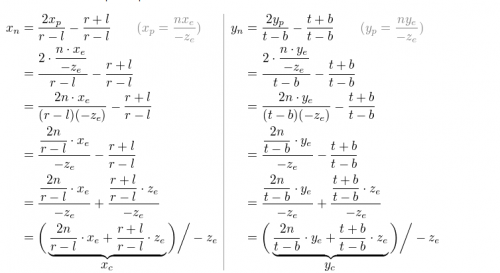 x_n = \frac{2x_p}{r-l} - \frac{r+l}{r-l} \quad (x_p = \frac{nx_e}{-z_e})
= \frac{2 \cdot \frac{n \cdot x_e}{-z_e}}{r-l} - \frac{r+l}{r-l}
= \frac{2n \cdot x_e}{(r-l)(-z_e)} - \frac{r+l}{r-l}
= \frac{\frac{2n}{r-l} \cdot x_e}{-z_e} - \frac{r+l}{r-l}
= \frac{\frac{2n}{r-l} \cdot x_e}{-z_e} + \frac{\frac{r+l}{r-l} \cdot z_e}{-z_e}
= \left( \underbrace{\frac{2n}{r-l} \cdot x_e + \frac{r+l}{r-l} \cdot z_e}_{x_c} \right) \Big/ -z_e
y_n = \frac{2y_p}{t-b} - \frac{t+b}{t-b} \quad (y_p = \frac{ny_e}{-z_e})
= \frac{2 \cdot \frac{n \cdot y_e}{-z_e}}{t-b} - \frac{t+b}{t-b}
= \frac{2n \cdot y_e}{(t-b)(-z_e)} - \frac{t+b}{t-b}
= \frac{\frac{2n}{t-b} \cdot y_e}{-z_e} - \frac{t+b}{t-b}
= \frac{\frac{2n}{t-b} \cdot y_e}{-z_e} + \frac{\frac{t+b}{t-b} \cdot z_e}{-z_e}
= \left( \underbrace{\frac{2n}{t-b} \cdot y_e + \frac{t+b}{t-b} \cdot z_e}_{y_c} \right) \Big/ -z_e